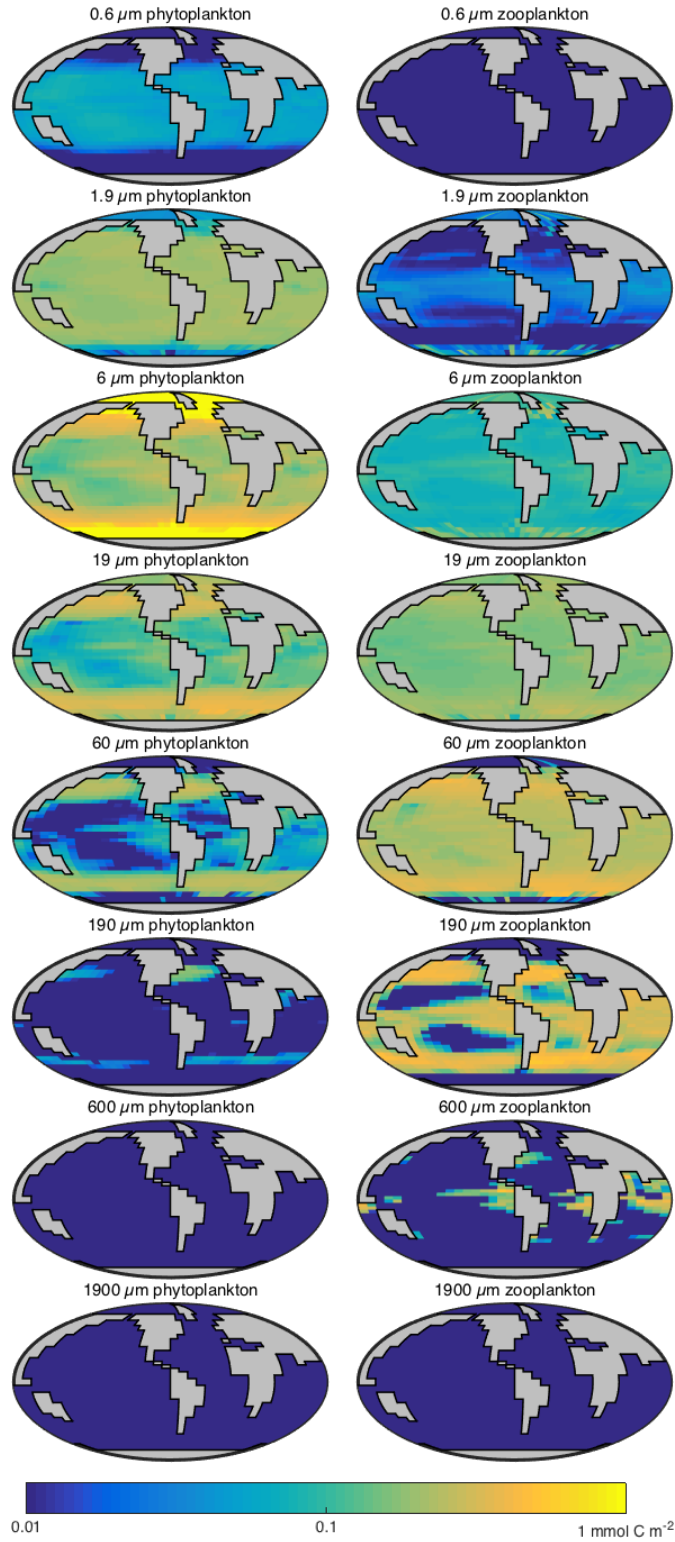 0.6 μm phytoplankton 0.6 μm zooplankton
1.9 μm phytoplankton 1.9 μm zooplankton
6 μm phytoplankton 6 μm zooplankton
19 μm phytoplankton 19 μm zooplankton
60 μm phytoplankton 60 μm zooplankton
190 μm phytoplankton 190 μm zooplankton
600 μm phytoplankton 600 μm zooplankton
1900 μm phytoplankton 1900 μm zooplankton
0.01 0.1 1 mmol C m⁻²